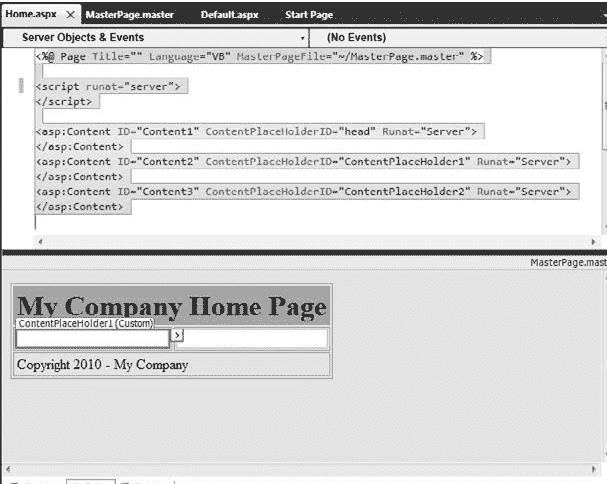 Home.aspx X MasterPage.master Default.aspx Start Page
Server Objects & Events (No Events)
<%@ Page Title="" Language="VB" MasterPageFile="~/MasterPage.master" %>
<script runat="server">
</script>
<asp:Content ID="Content1" ContentPlaceHolderID="head" Runat="Server">
</asp:Content>
<asp:Content ID="Content2" ContentPlaceHolderID="ContentPlaceHolder1" Runat="Server">
</asp:Content>
<asp:Content ID="Content3" ContentPlaceHolderID="ContentPlaceHolder2" Runat="Server">
</asp:Content>
MasterPage.mast
My Company Home Page
ContentPlaceHolder1 (Custom)
Copyright 2010 - My Company